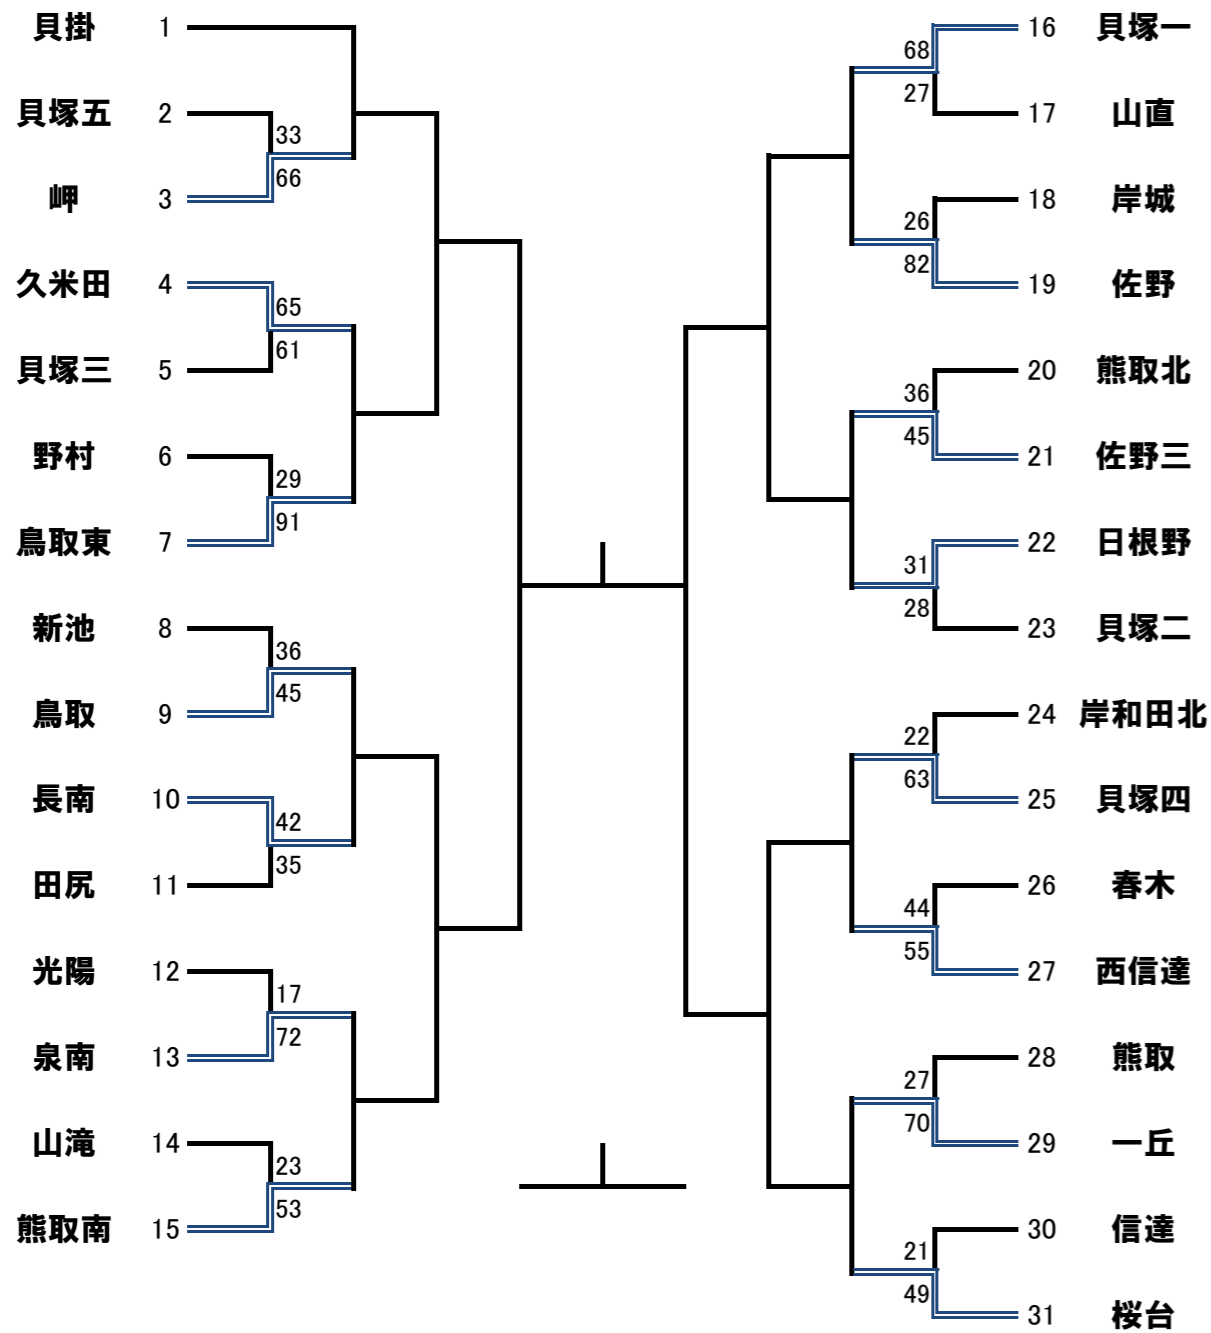 貝掛 1
貝塚五 2
33
66
岬 3
久米田 4
65
61
貝塚三 5
野村 6
29
91
鳥取東 7
新池 8
36
45
鳥取 9
長南 10
42
35
田尻 11
光陽 12
17
72
泉南 13
山滝 14
23
53
熊取南 15
16 貝塚一
68
27
17 山直
18 岸城
26
82
19 佐野
20 熊取北
36
45
21 佐野三
22 日根野
31
28
23 貝塚二
24 岸和田北
22
63
25 貝塚四
26 春木
44
55
27 西信達
28 熊取
27
70
29 一丘
30 信達
21
49
31 桜台